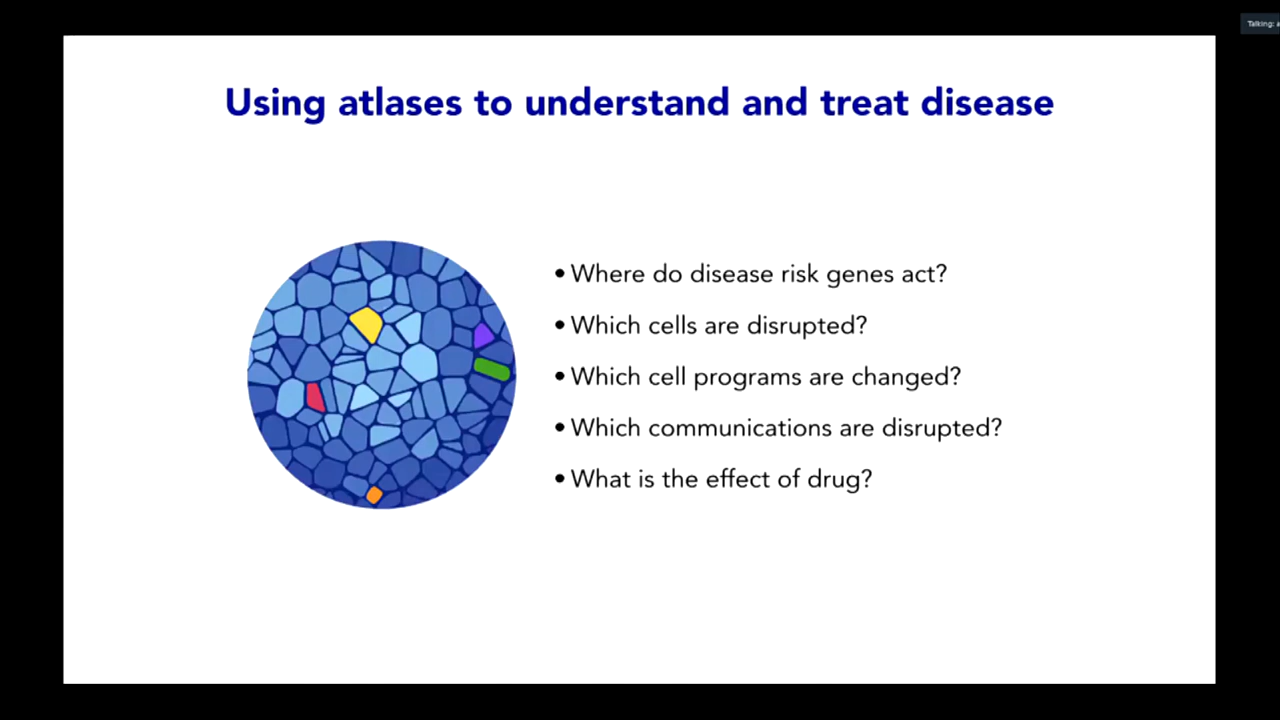 Talking:
Using atlases to understand and treat disease
• Where do disease risk genes act?
• Which cells are disrupted?
• Which cell programs are changed?
• Which communications are disrupted?
• What is the effect of drug?